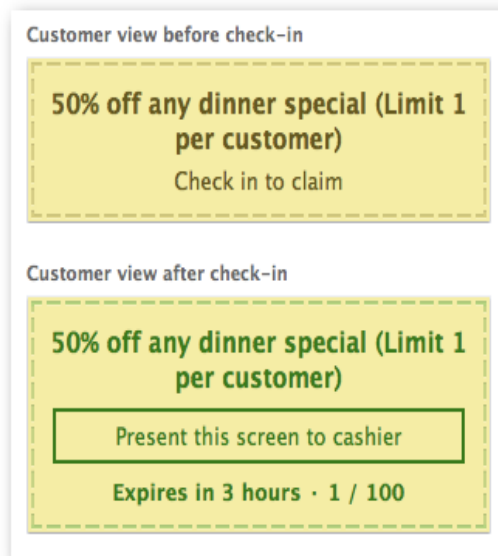 Customer view before check-in
50% off any dinner special (Limit 1
per customer)
Check in to claim
Customer view after check-in
50% off any dinner special (Limit 1
per customer)
Present this screen to cashier
Expires in 3 hours · 1 / 100